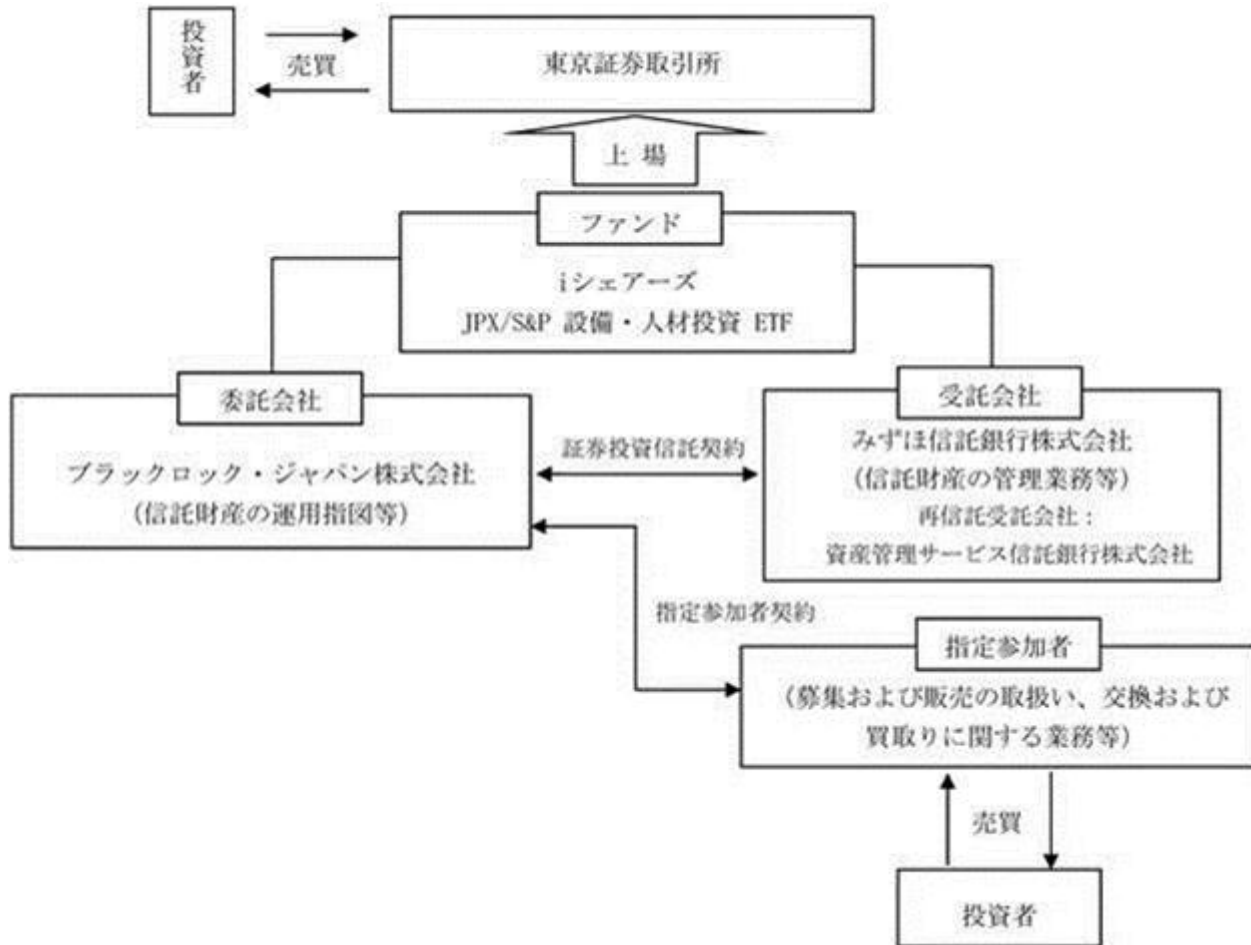 投資者
売買
東京証券取引所
上 場
ファンド
iシェアーズ
JPX/S&P 設備・人材投資 ETF
委託会社
ブラックロック・ジャパン株式会社
(信託財産の運用指図等)
証券投資信託契約
受託会社
みずほ信託銀行株式会社
(信託財産の管理業務等)
再信託受託会社：
資産管理サービス信託銀行株式会社
指定参加者契約
指定参加者
(募集および販売の取扱い、交換および
買取りに関する業務等)
売買
投資者